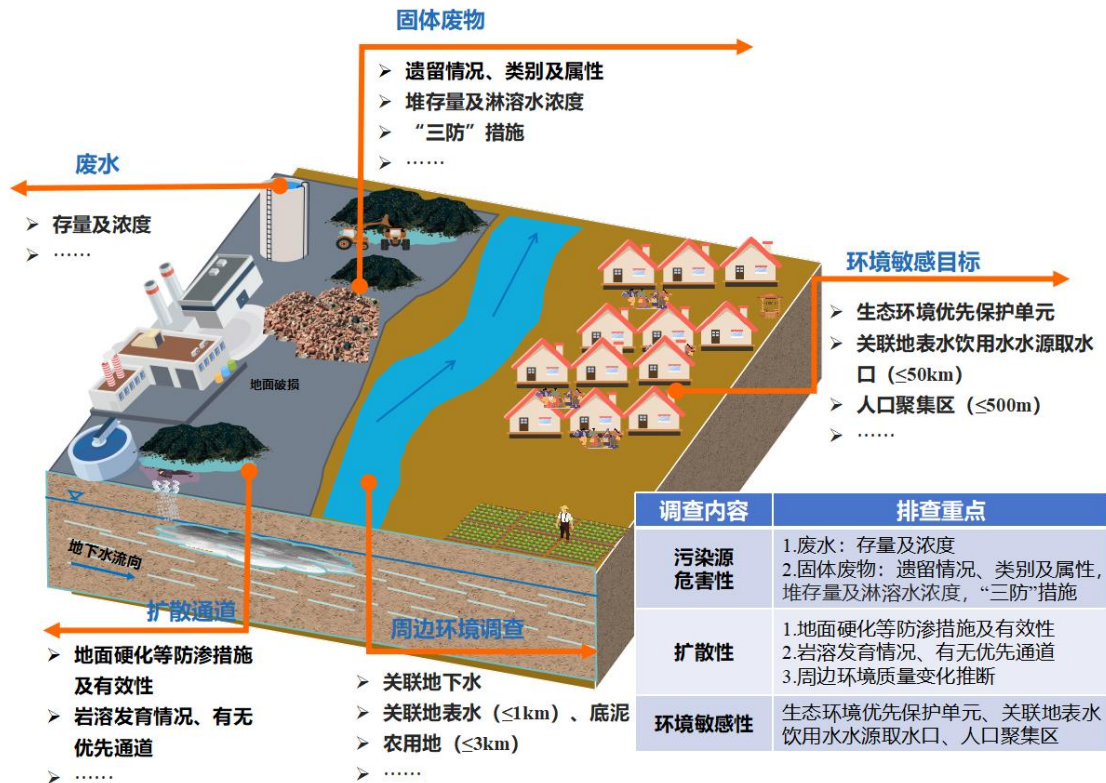 固体废物
➢ 遗留情况、类别及属性
➢ 堆存量及淋溶水浓度
➢ “三防”措施
➢ ……
废水
➢ 存量及浓度
➢ ……
环境敏感目标
➢ 生态环境优先保护单元
➢ 关联地表水饮用水水源取水
口（≤50km）
➢ 人口聚集区（≤500m）
➢ ……
地面破损
地下水流向
扩散通道
➢ 地面硬化等防渗措施
及有效性
➢ 岩溶发育情况、有无
优先通道
➢ ……
周边环境调查
➢ 关联地下水
➢ 关联地表水（≤1km）、底泥
➢ 农用地（≤3km）
➢ ……
调查内容 排查重点
污染源
危害性
1.废水：存量及浓度
2.固体废物：遗留情况、类别及属性，
堆存量及淋溶水浓度，“三防”措施
扩散性
1.地面硬化等防渗措施及有效性
2.岩溶发育情况、有无优先通道
3.周边环境质量变化推断
环境敏感性
生态环境优先保护单元、关联地表水
饮用水水源取水口、人口聚集区